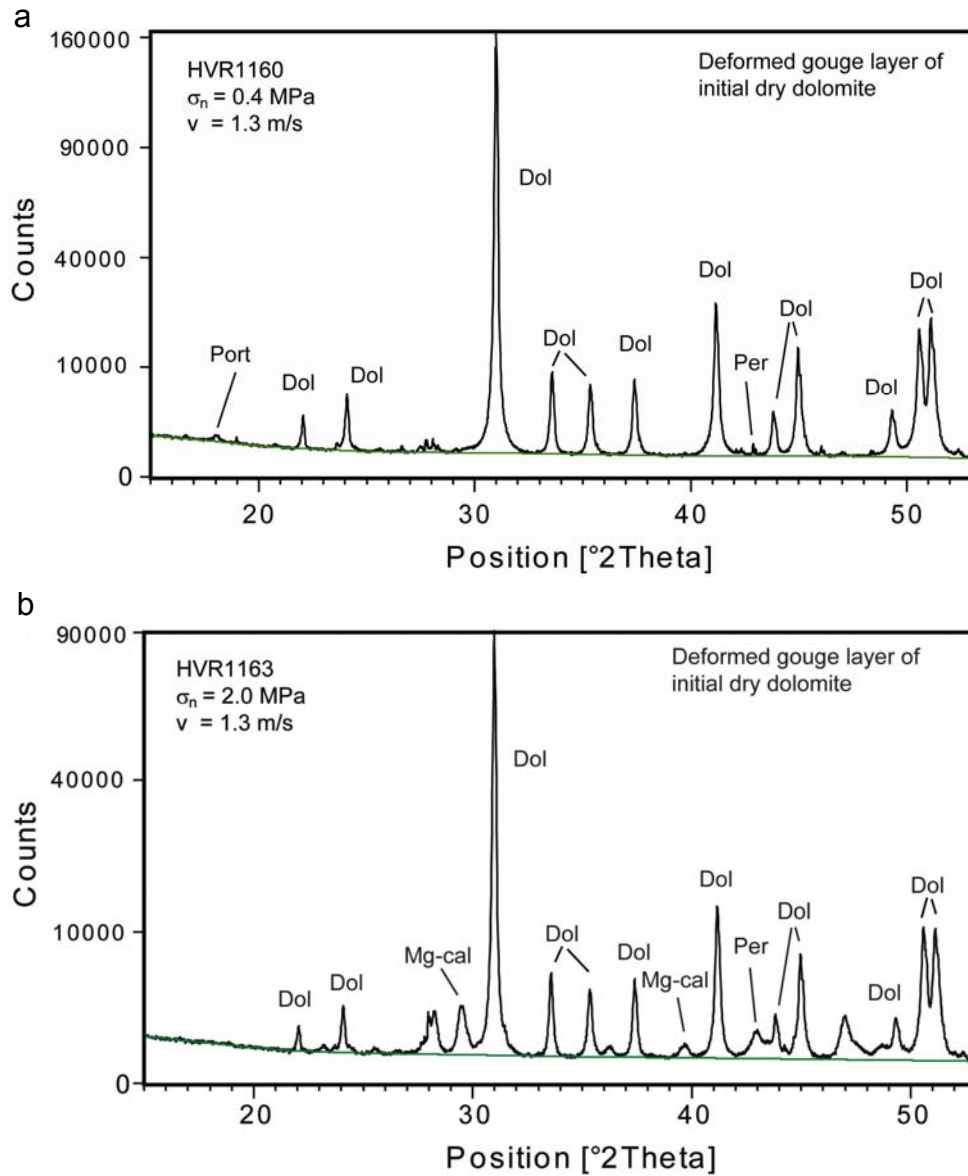 a
160000
90000
40000
10000
0
Counts
HVR1160
σn = 0.4 MPa
v = 1.3 m/s
Deformed gouge layer of
initial dry dolomite
Port
Dol
Dol
Dol
Dol
Dol
Dol
Per
Dol
Dol
Dol
20
30
40
50
Position [°2Theta]
b
90000
40000
10000
0
Counts
HVR1163
σn = 2.0 MPa
v = 1.3 m/s
Deformed gouge layer of
initial dry dolomite
Dol
Dol
Mg-cal
Dol
Dol
Dol
Mg-cal
Dol
Per
Dol
Dol
Dol
20
30
40
50
Position [°2Theta]